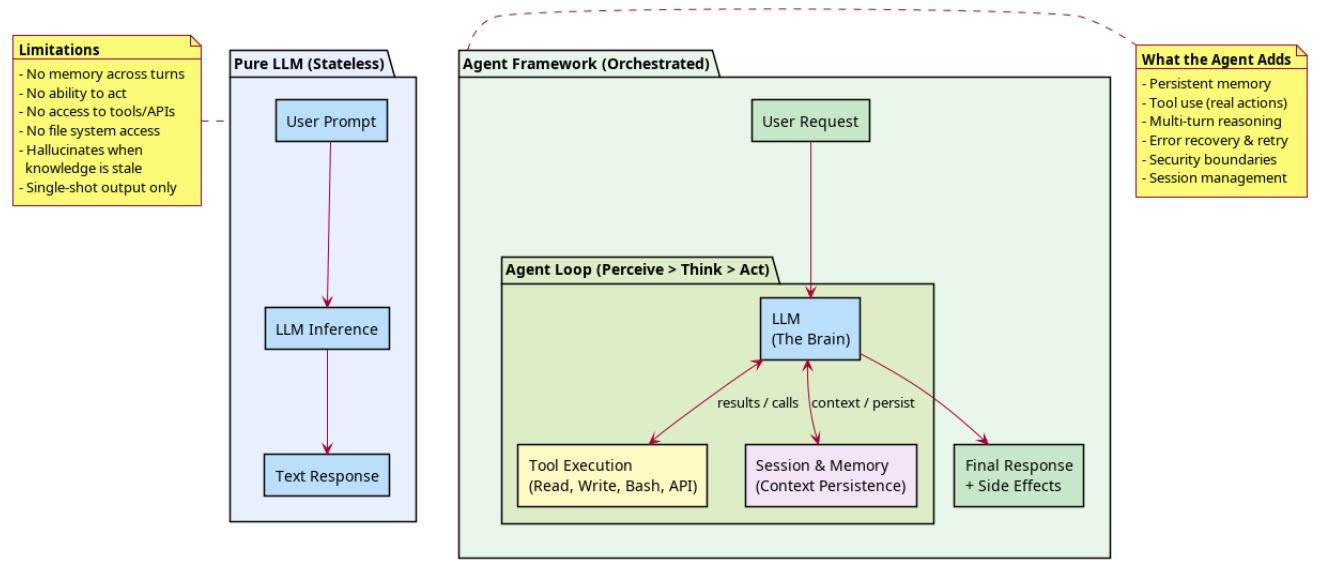 Limitations
- No memory across turns
- No ability to act
- No access to tools/APIs
- No file system access
- Hallucinates when
knowledge is stale
- Single-shot output only
Pure LLM (Stateless)
User Prompt
LLM Inference
Text Response
Agent Framework (Orchestrated)
User Request
Agent Loop (Perceive > Think > Act)
LLM
(The Brain)
results / calls
context / persist
Tool Execution
(Read, Write, Bash, API)
Session & Memory
(Context Persistence)
Final Response
+ Side Effects
What the Agent Adds
- Persistent memory
- Tool use (real actions)
- Multi-turn reasoning
- Error recovery & retry
- Security boundaries
- Session management